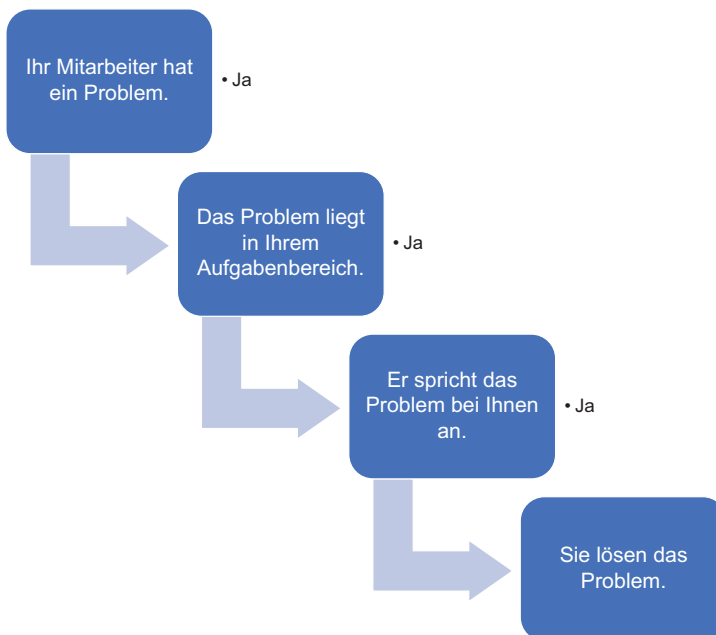 Ihr Mitarbeiter hat
ein Problem.
• Ja
Das Problem liegt
in Ihrem
Aufgabenbereich.
• Ja
Er spricht das
Problem bei Ihnen
an.
• Ja
Sie lösen das
Problem.